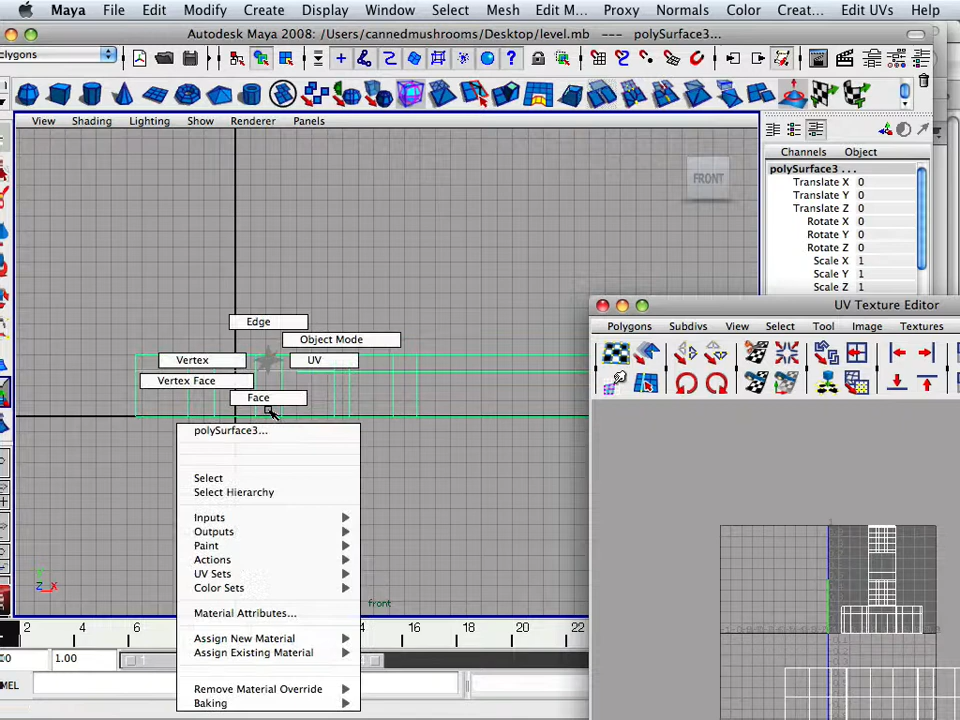 Maya File Edit Modify Create Display Window Select Edit M... Mesh Proxy Normals Color Creat... Edit UVs Help
Autodesk Maya 2008: /Users/cannedmushrooms/Desktop/level.mb --- polySurface3...
olygons
View Shading Lighting Show Renderer Panels
Channels Object
polySurface3 . . .
Translate X 0
Translate Y 0
Translate Z 0
Rotate X 0
Rotate Y 0
Rotate Z 0
Scale X 1
Scale Y 1
Scale Z 1
FRONT
Edge
Object Mode
Vertex
UV
Vertex Face
Face
polySurface3...
Select
Select Hierarchy
Inputs
Outputs
Paint
Actions
UV Sets
Color Sets
Material Attributes...
Assign New Material
Assign Existing Material
Remove Material Override
Baking
UV Texture Editor
Polygons Subdivs View Select Tool Image Textures
Y
Z X
front
2 4 6 14 16 18 20 22
00 1.00
MEL